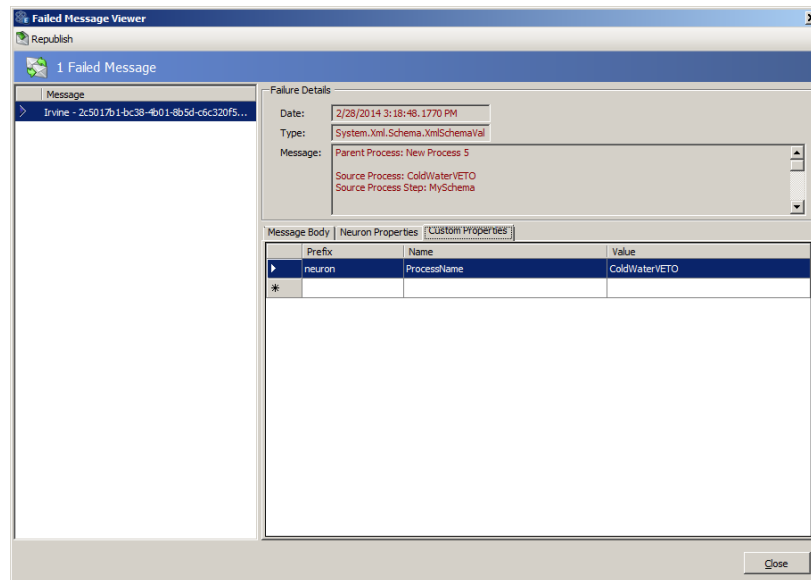 Failed Message Viewer
Republish
1 Failed Message
Message
Irvine - 2c5017b1-bc38-4b01-8b5d-c6c320f5...
Failure Details
Date: 2/28/2014 3:18:48.1770 PM
Type: System.Xml.Schema.XmlSchemaVal
Message: Parent Process: New Process 5
Source Process: ColdWaterVETO
Source Process Step: MySchema
Message Body Neuron Properties Custom Properties
Prefix Name Value
neuron ProcessName ColdWaterVETO
Close